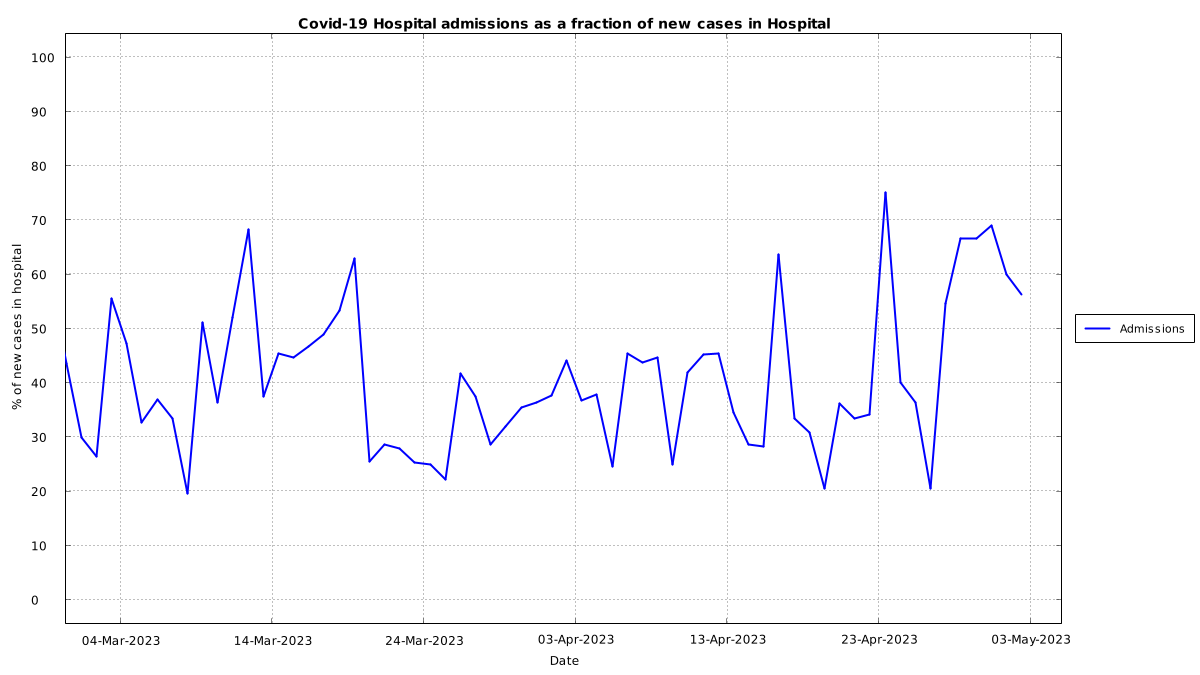 Covid-19 Hospital admissions as a fraction of new cases in Hospital
100
90
80
70
60
50
40
30
20
10
0
% of new cases in hospital
04-Mar-2023
14-Mar-2023
24-Mar-2023
03-Apr-2023
13-Apr-2023
23-Apr-2023
03-May-2023
Date
Admissions